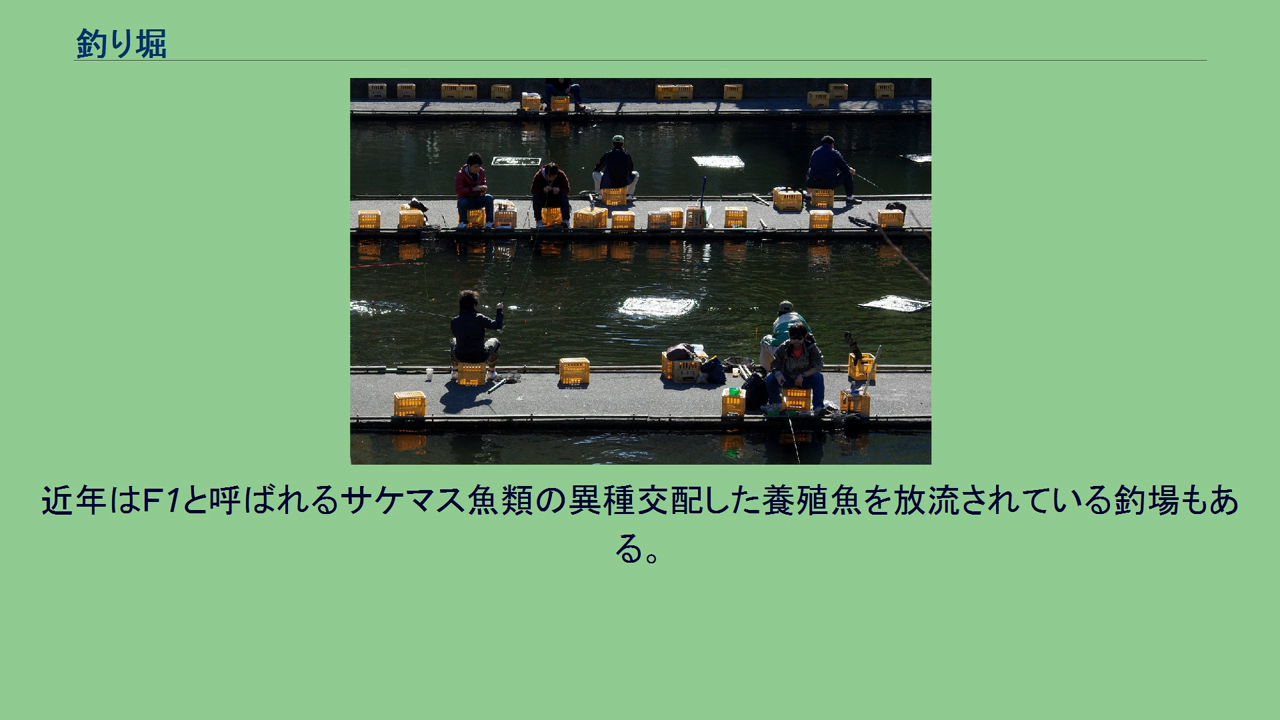 釣り堀
近年はF1と呼ばれるサケマス魚類の異種交配した養殖魚を放流されている釣場もあ
る。